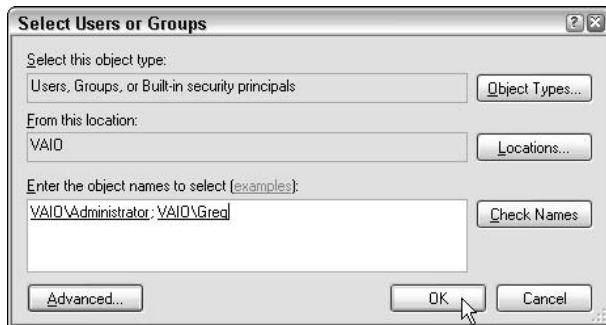 Select Users or Groups
Select this object type:
Users, Groups, or Built-in security principals
Object Types...
From this location:
VAIO
Locations...
Enter the object names to select (examples):
VAIO\Administrator; VAIO\Greg
Check Names
Advanced...
OK
Cancel